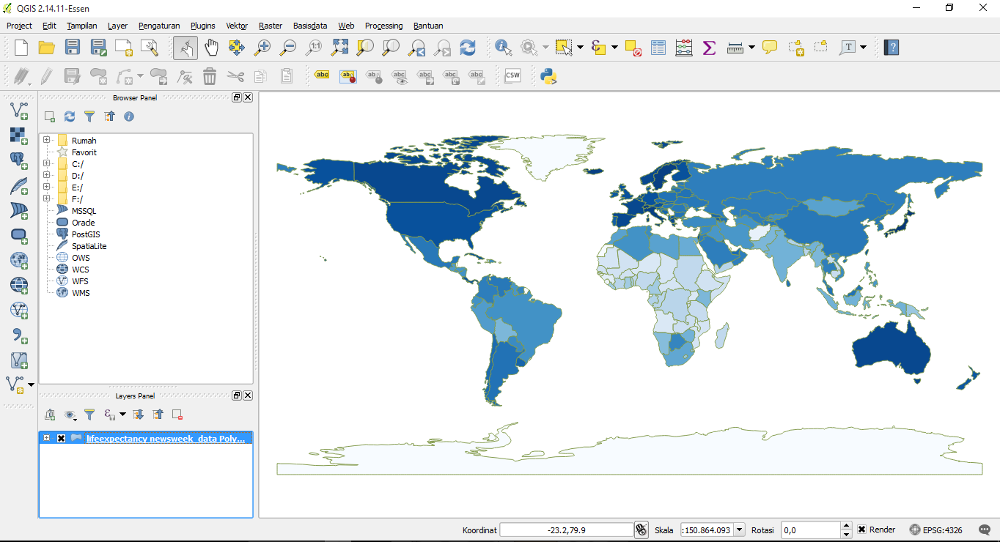 QGIS 2.14.11-Essen
Project Edit Tampilan Layer Pengaturan Plugins Vektor Raster Basisdata Web Processing Bantuan
1:1
T
abc abc abc abc abc abc abc CSW
Browser Panel
Rumah
Favorit
C:/
D:/
E:/
F:/
MSSQL
Oracle
PostGIS
SpatiaLite
OWS
WCS
WFS
WMS
Layers Panel
lifeexpectancy newsweek_data Poly...
Koordinat -23.2,79.9 Skala :150.864.093 Rotasi 0,0 Render EPSG:4326